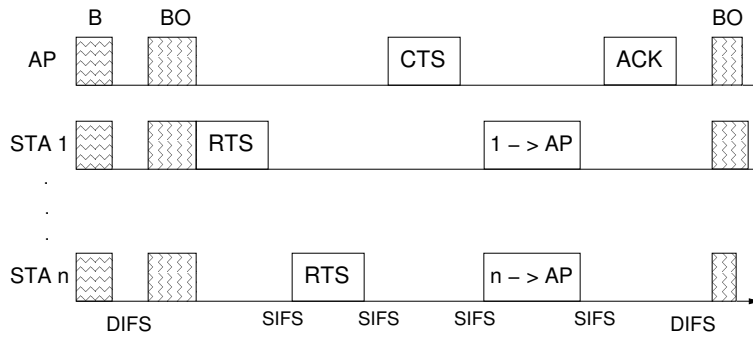 B BO BO
AP CTS ACK
STA 1 RTS 1 – > AP
.
.
.
STA n RTS n – > AP
DIFS SIFS SIFS SIFS SIFS DIFS